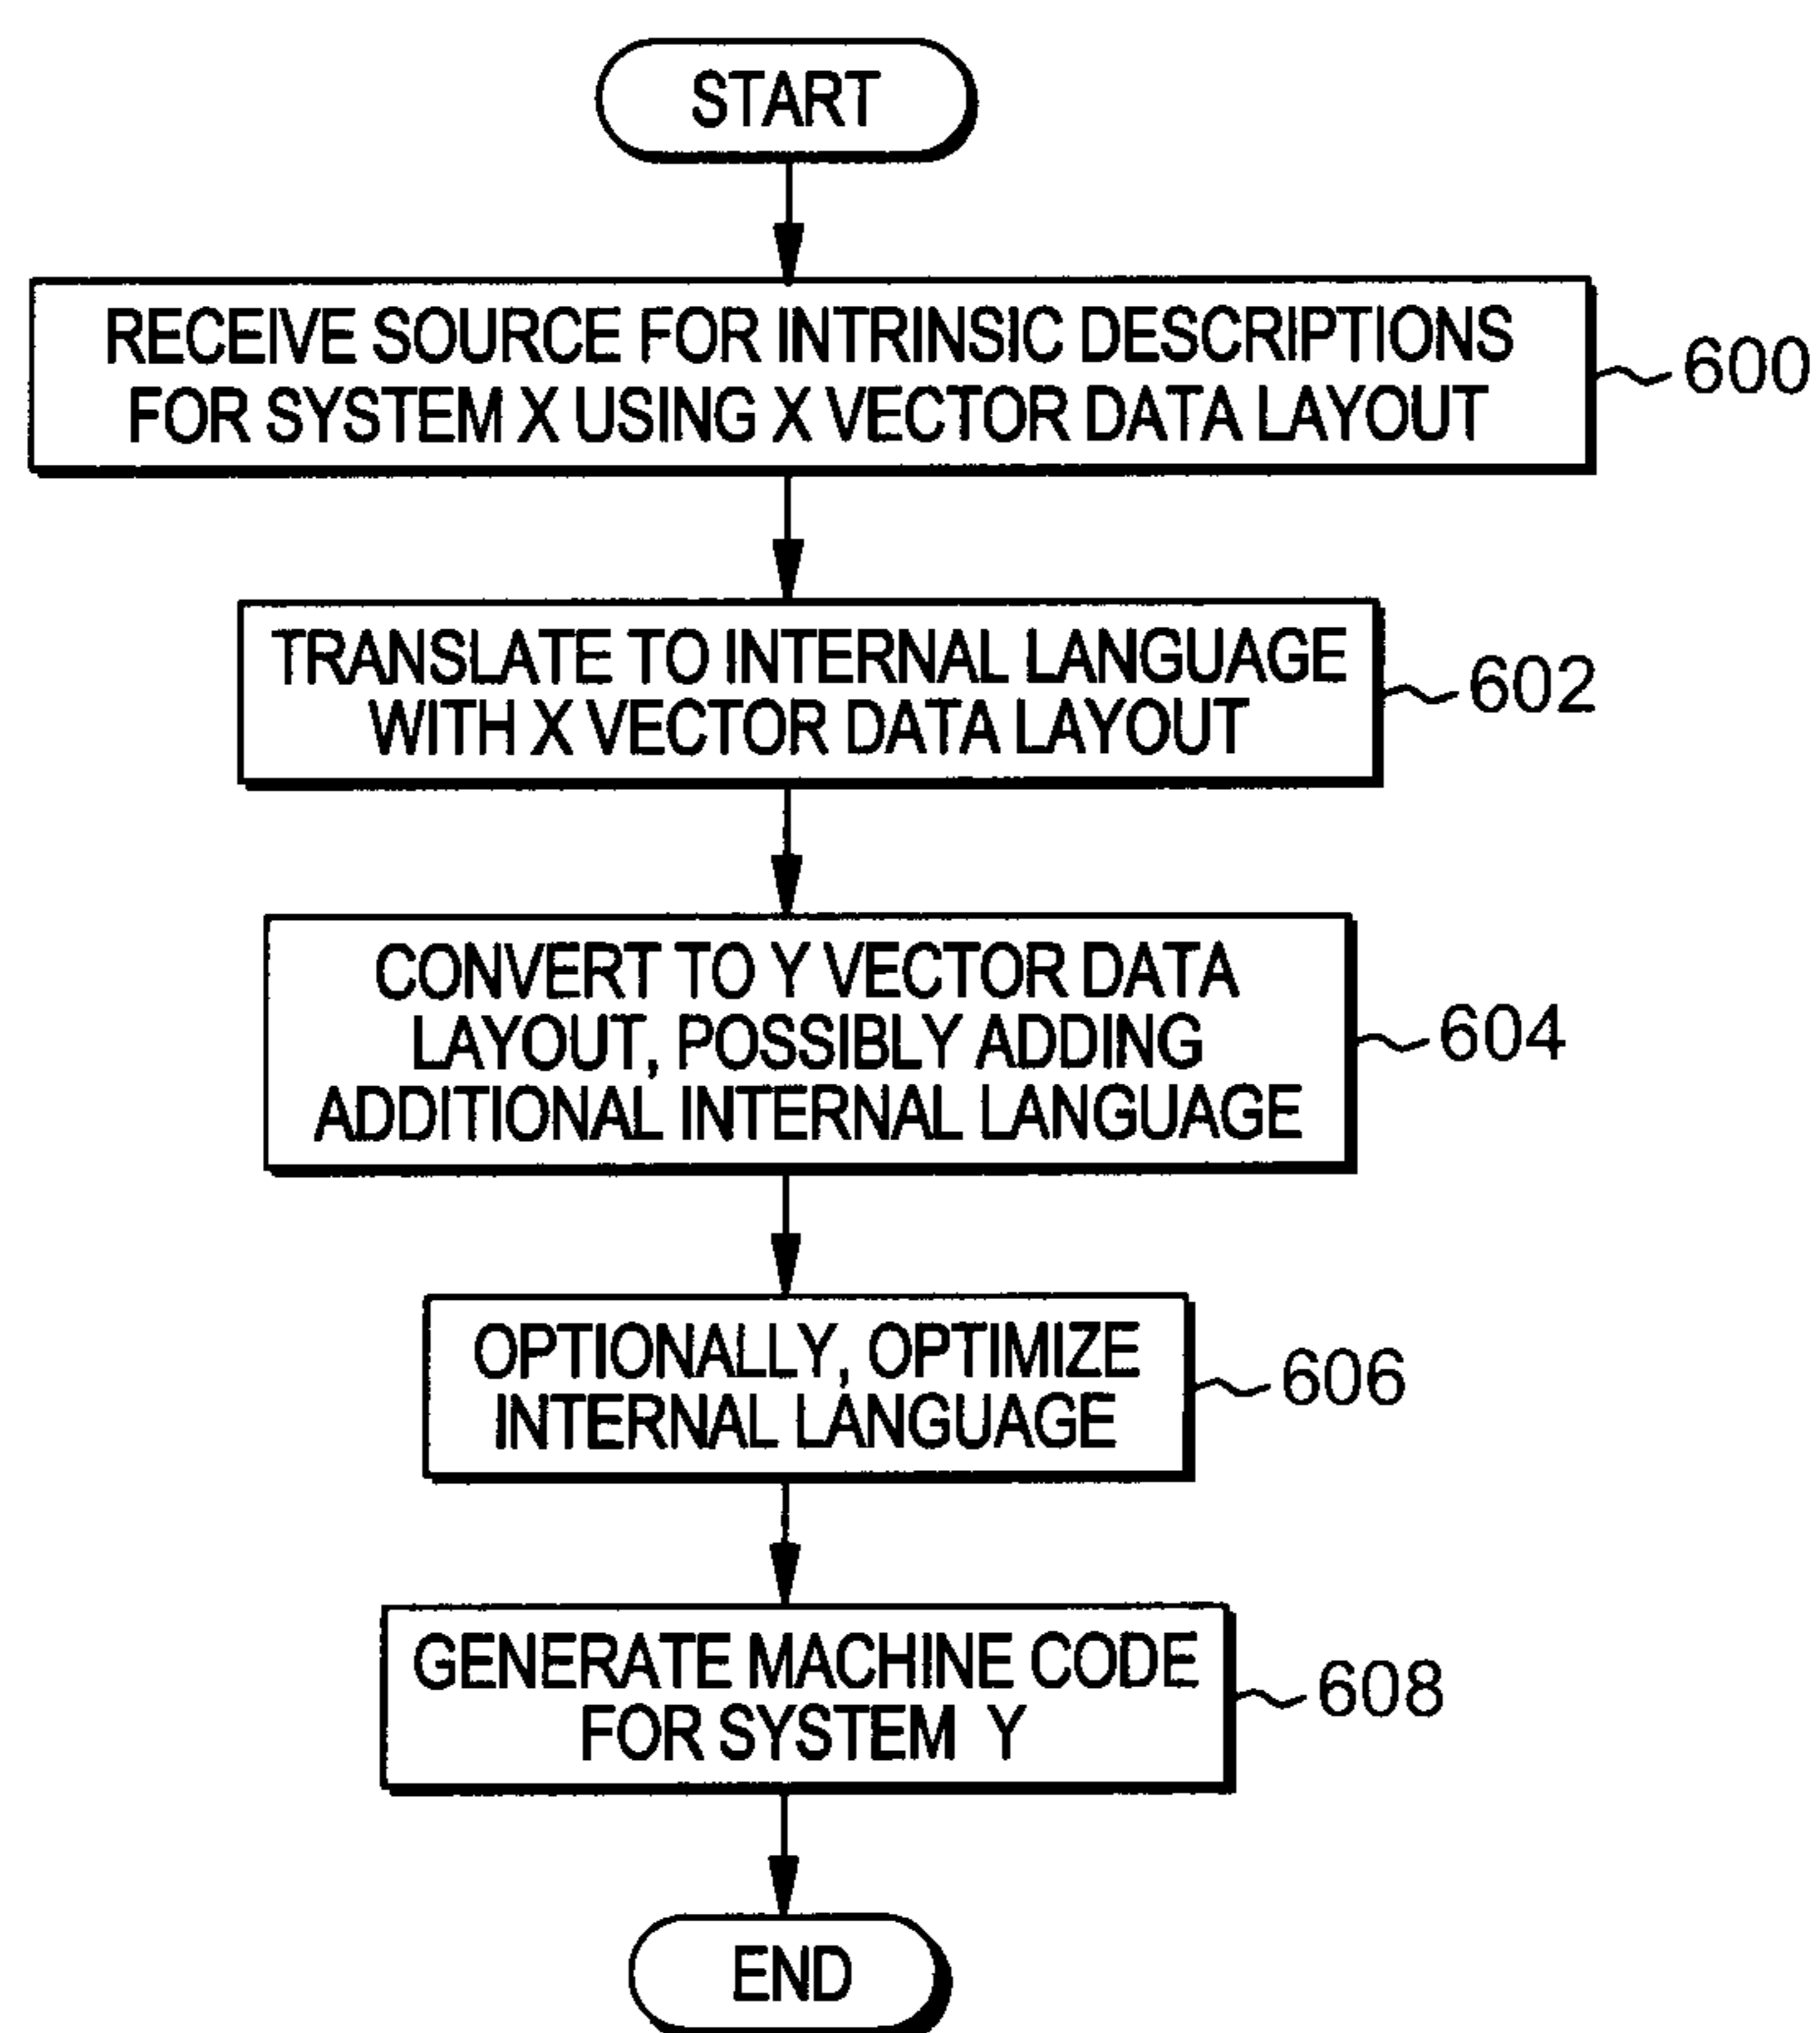 START
RECEIVE SOURCE FOR INTRINSIC DESCRIPTIONS
FOR SYSTEM X USING X VECTOR DATA LAYOUT
600
TRANSLATE TO INTERNAL LANGUAGE
WITH X VECTOR DATA LAYOUT
602
CONVERT TO Y VECTOR DATA
LAYOUT, POSSIBLY ADDING
ADDITIONAL INTERNAL LANGUAGE
604
OPTIONALLY, OPTIMIZE
INTERNAL LANGUAGE
606
GENERATE MACHINE CODE
FOR SYSTEM Y
608
END